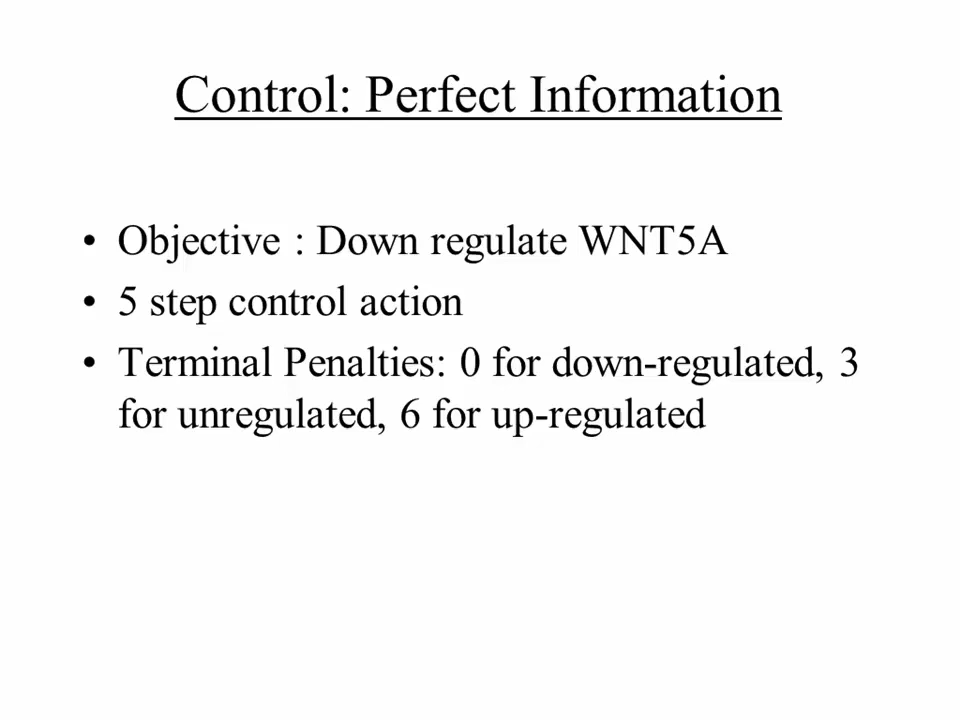 Control: Perfect Information
• Objective : Down regulate WNT5A
• 5 step control action
• Terminal Penalties: 0 for down-regulated, 3
for unregulated, 6 for up-regulated